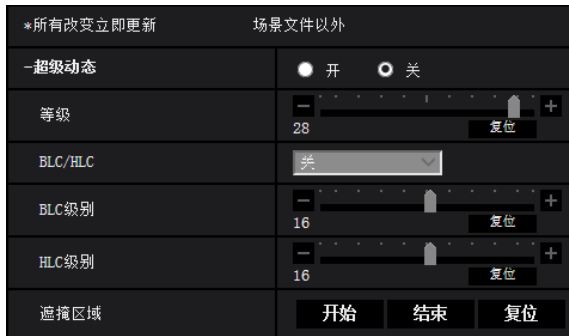 *所有改变立即更新 场景文件以外
-超级动态 开 关
等级 - +
28 复位
BLC/HLC 关
BLC级别 - +
16 复位
HLC级别 - +
16 复位
遮掩区域 开始 结束 复位